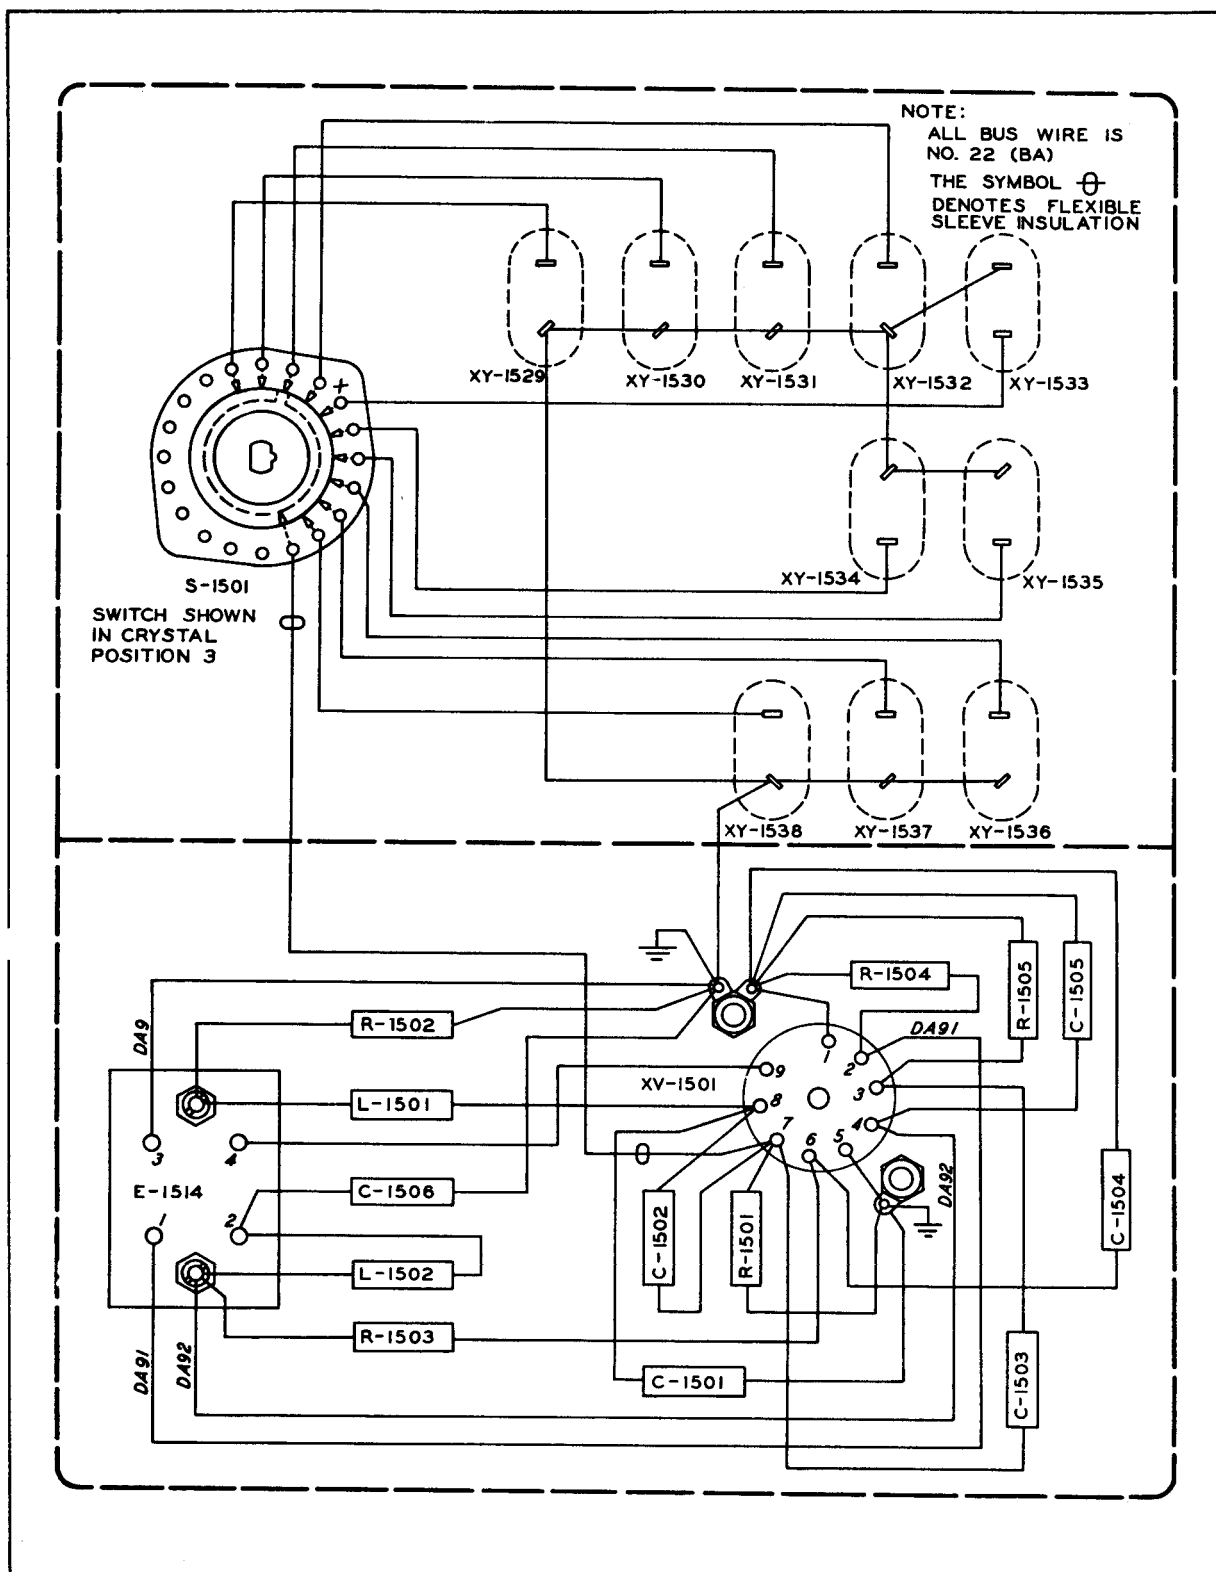 NOTE:
ALL BUS WIRE IS
NO. 22 (BA)
THE SYMBOL
DENOTES FLEXIBLE
SLEEVE INSULATION
XY-1529
XY-1530
XY-1531
XY-1532
XY-1533
+
XY-1534
XY-1535
S-1501
SWITCH SHOWN
IN CRYSTAL
POSITION 3
XY-1538
XY-1537
XY-1536
R-1504
R-1505
C-1505
DA9
R-1502
DA91
1
2
XV-1501
9
3
L-1501
8
4
7
6
5
3
4
E-1514
C-1506
C-1502
R-1501
DA92
C-1504
1
2
L-1502
R-1503
DA91
DA92
C-1501
C-1503